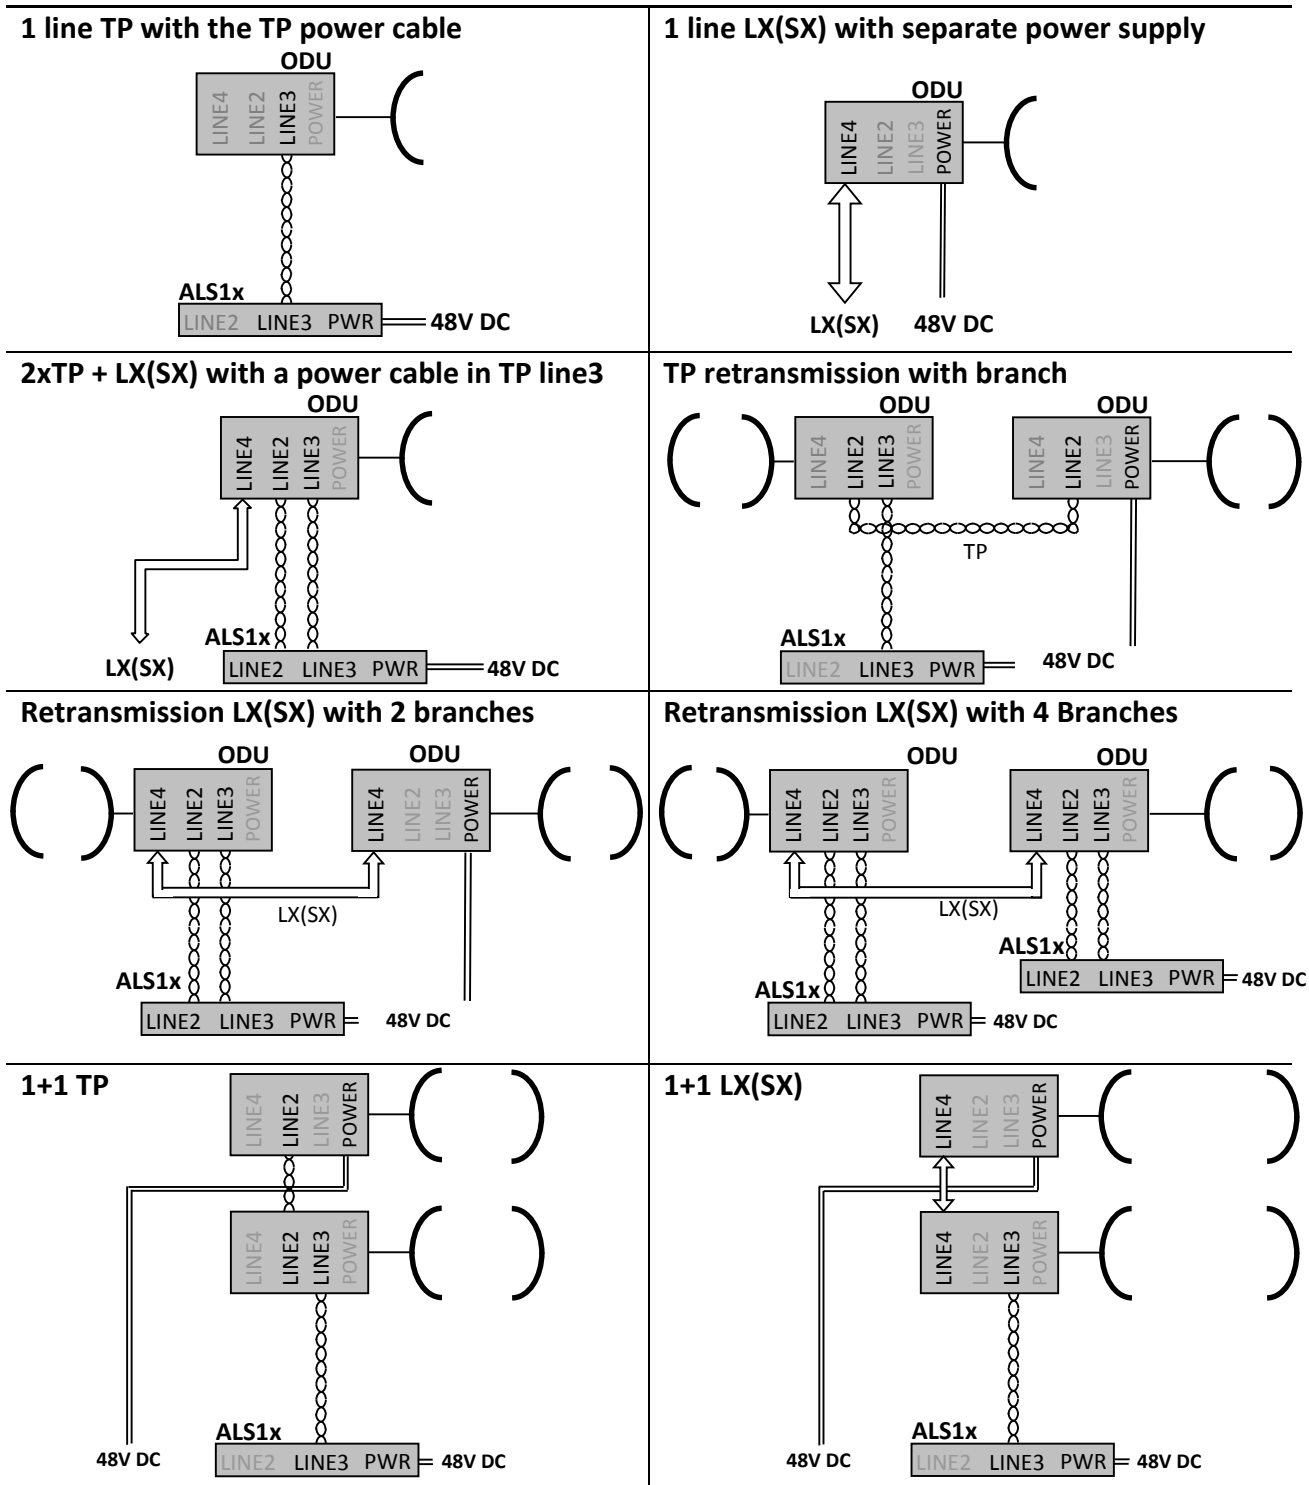 1 line TP with the TP power cable
ODU
LINE4
LINE2
LINE3
POWER
ALS1x
LINE2 LINE3 PWR 48V DC
1 line LX(SX) with separate power supply
ODU
LINE4
LINE2
LINE3
POWER
LX(SX) 48V DC
2xTP + LX(SX) with a power cable in TP line3
ODU
LINE4
LINE2
LINE3
POWER
ALS1x
LX(SX)
LINE2 LINE3 PWR 48V DC
TP retransmission with branch
ODU
LINE4
LINE2
LINE3
POWER
ODU
LINE4
LINE2
LINE3
POWER
TP
ALS1x
LINE2 LINE3 PWR
48V DC
Retransmission LX(SX) with 2 branches
ODU
LINE4
LINE2
LINE3
POWER
ODU
LINE4
LINE2
LINE3
POWER
LX(SX)
ALS1x
LINE2 LINE3 PWR 48V DC
Retransmission LX(SX) with 4 Branches
ODU
LINE4
LINE2
LINE3
POWER
ODU
LINE4
LINE2
LINE3
POWER
LX(SX)
ALS1x
LINE2 LINE3 PWR 48V DC
ALS1x
LINE2 LINE3 PWR 48V DC
1+1 TP
LINE4
LINE2
LINE3
POWER
LINE4
LINE2
LINE3
POWER
ALS1x
48V DC
LINE2 LINE3 PWR 48V DC
1+1 LX(SX)
LINE4
LINE2
LINE3
POWER
LINE4
LINE2
LINE3
POWER
ALS1x
48V DC
LINE2 LINE3 PWR 48V DC